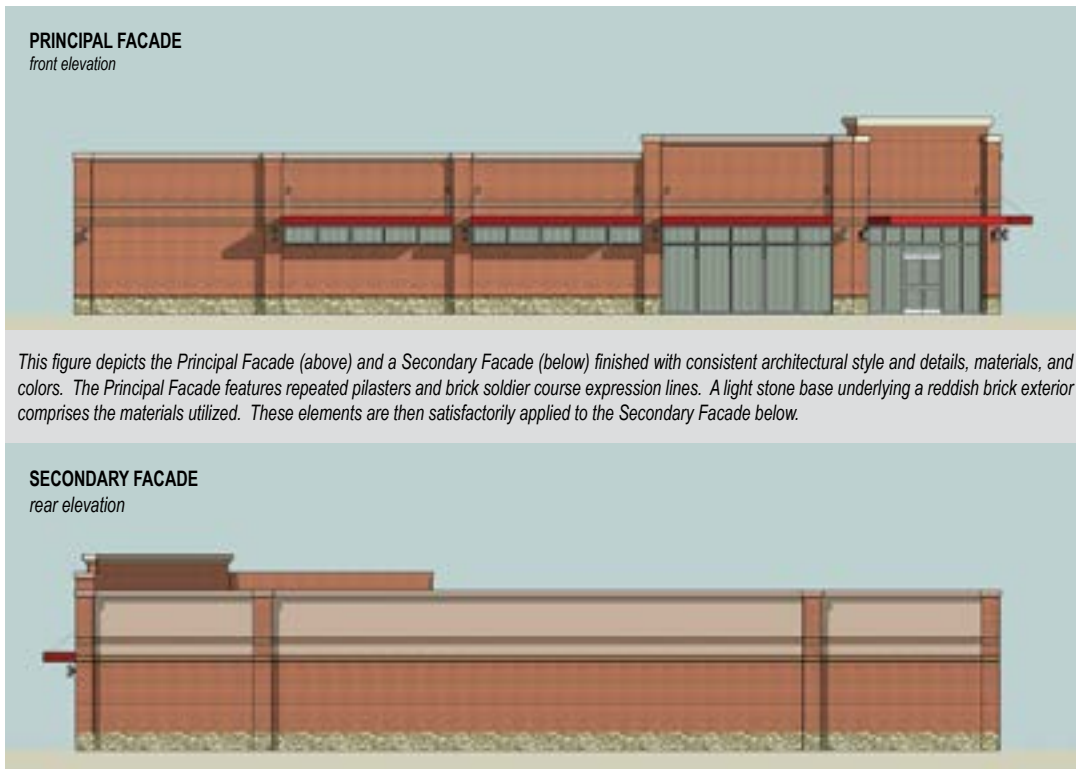 PRINCIPAL FACADE
front elevation
This figure depicts the Principal Facade (above) and a Secondary Facade (below) finished with consistent architectural style and details, materials, and
colors. The Principal Facade features repeated pilasters and brick soldier course expression lines. A light stone base underlying a reddish brick exterior
comprises the materials utilized. These elements are then satisfactorily applied to the Secondary Facade below.
SECONDARY FACADE
rear elevation